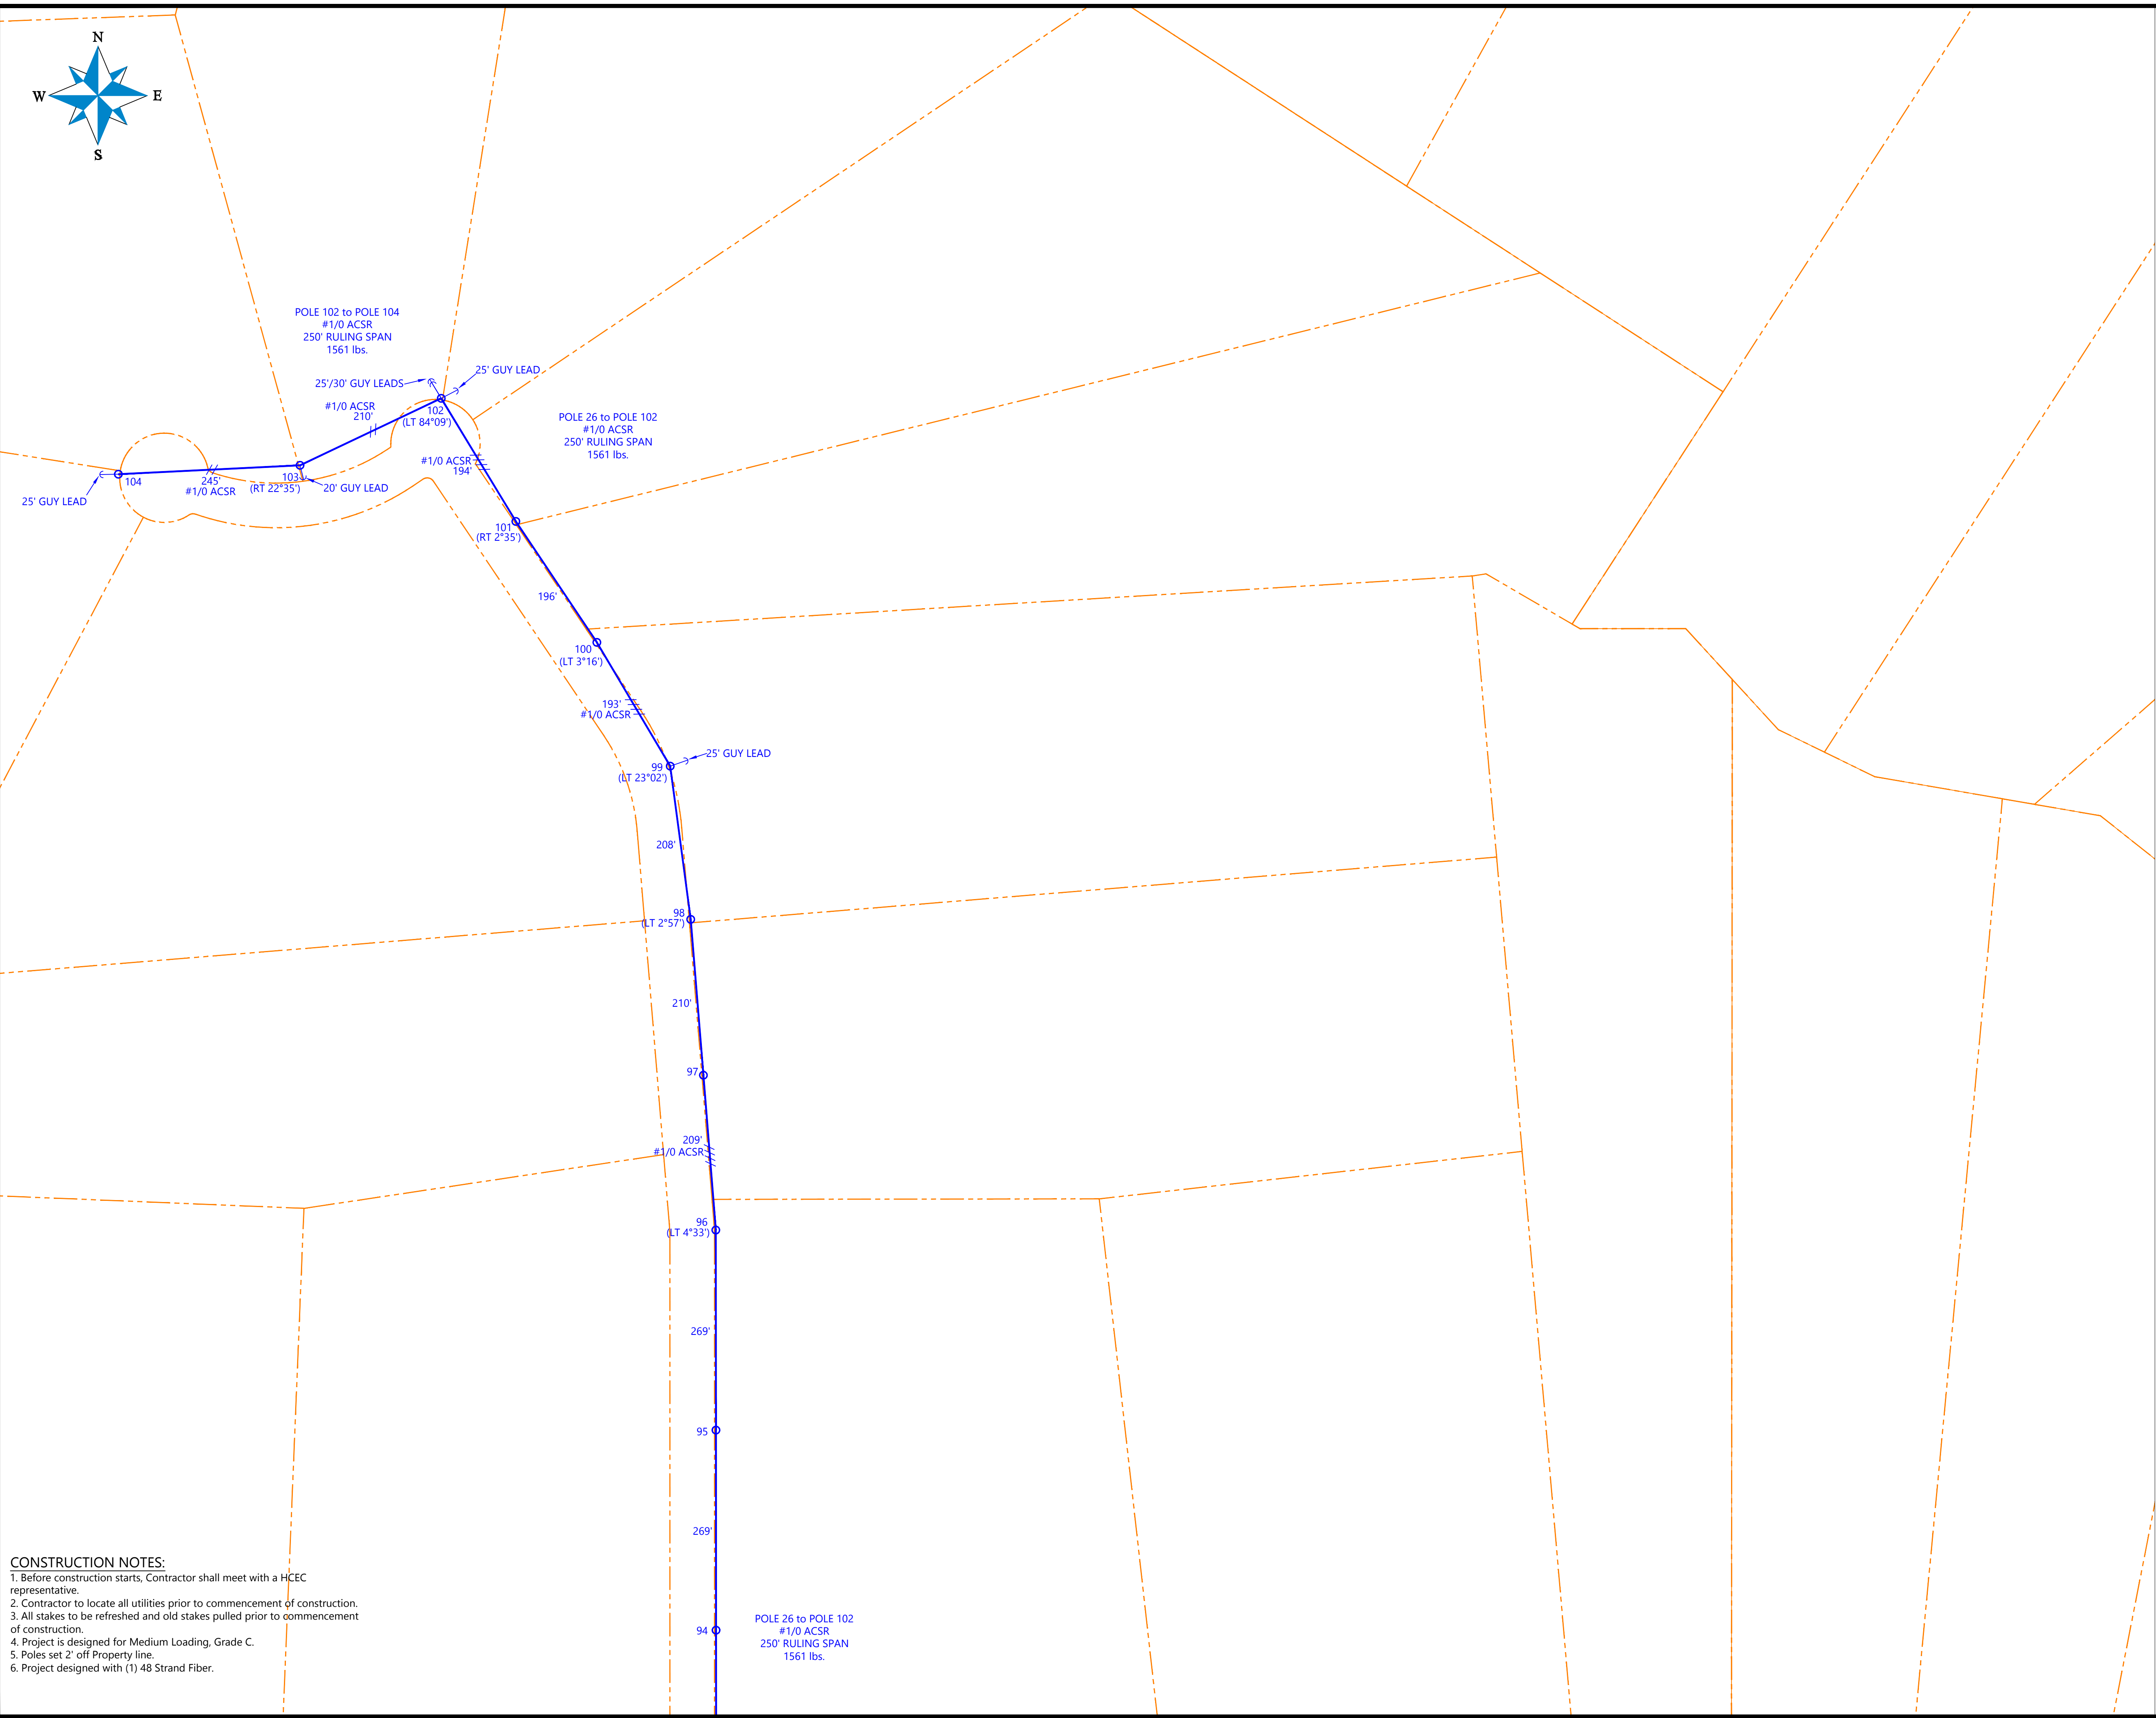 N
W
E
S
POLE 102 to POLE 104
#1/0 ACSR
250' RULING SPAN
1561 lbs.
25' GUY LEAD
25'/30' GUY LEADS
#1/0 ACSR
210'
102
(LT 84°09')
POLE 26 to POLE 102
#1/0 ACSR
250' RULING SPAN
1561 lbs.
#1/0 ACSR
194'
104
245'
#1/0 ACSR
103
(RT 22°35')
20' GUY LEAD
25' GUY LEAD
101
(RT 2°35')
196'
100
(LT 3°16')
193'
#1/0 ACSR
25' GUY LEAD
99
(LT 23°02')
208'
98
(LT 2°57')
210'
97
209'
#1/0 ACSR
96
(LT 4°33')
269'
95
269'
94
POLE 26 to POLE 102
#1/0 ACSR
250' RULING SPAN
1561 lbs.
CONSTRUCTION NOTES:
1. Before construction starts, Contractor shall meet with a HCEC
representative.
2. Contractor to locate all utilities prior to commencement of construction.
3. All stakes to be refreshed and old stakes pulled prior to commencement
of construction.
4. Project is designed for Medium Loading, Grade C.
5. Poles set 2' off Property line.
6. Project designed with (1) 48 Strand Fiber.